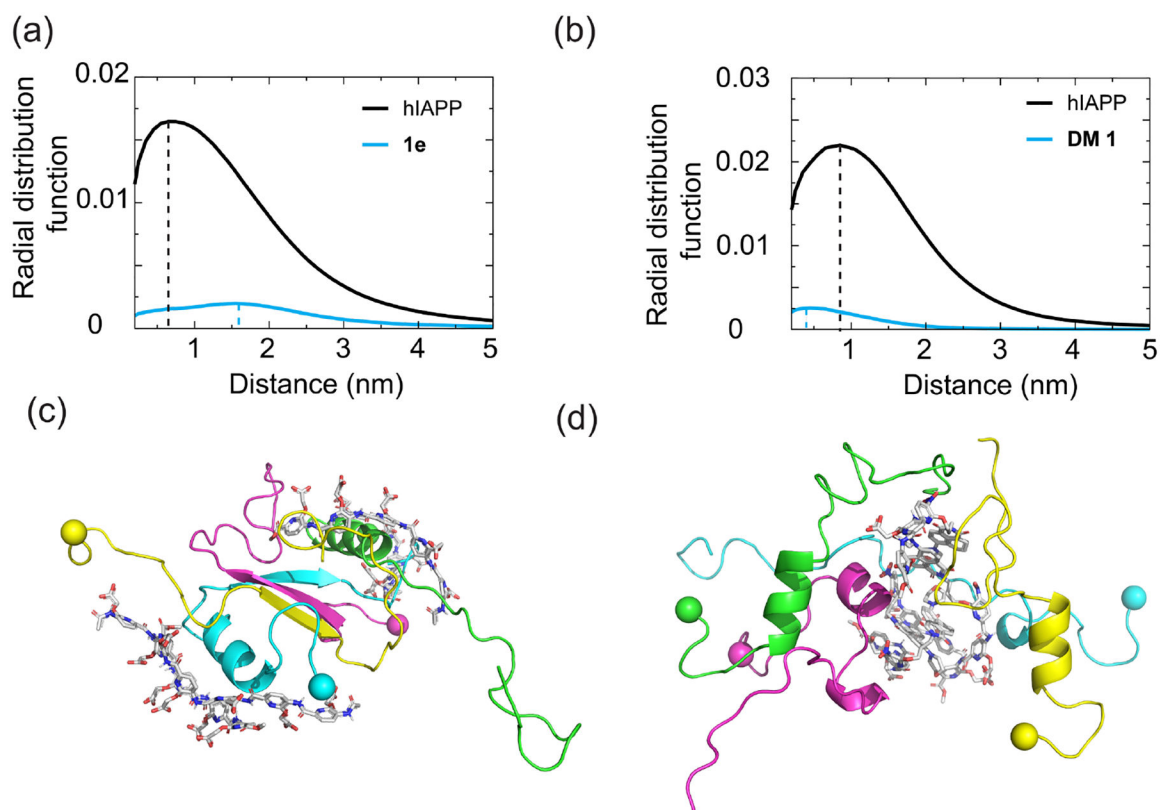 (a)
0.02
0.01
0
Radial distribution
function
hIAPP
1e
1
2
3
4
5
Distance (nm)
(b)
0.03
0.02
0.01
0
Radial distribution
function
hIAPP
DM 1
1
2
3
4
5
Distance (nm)
(c)
(d)